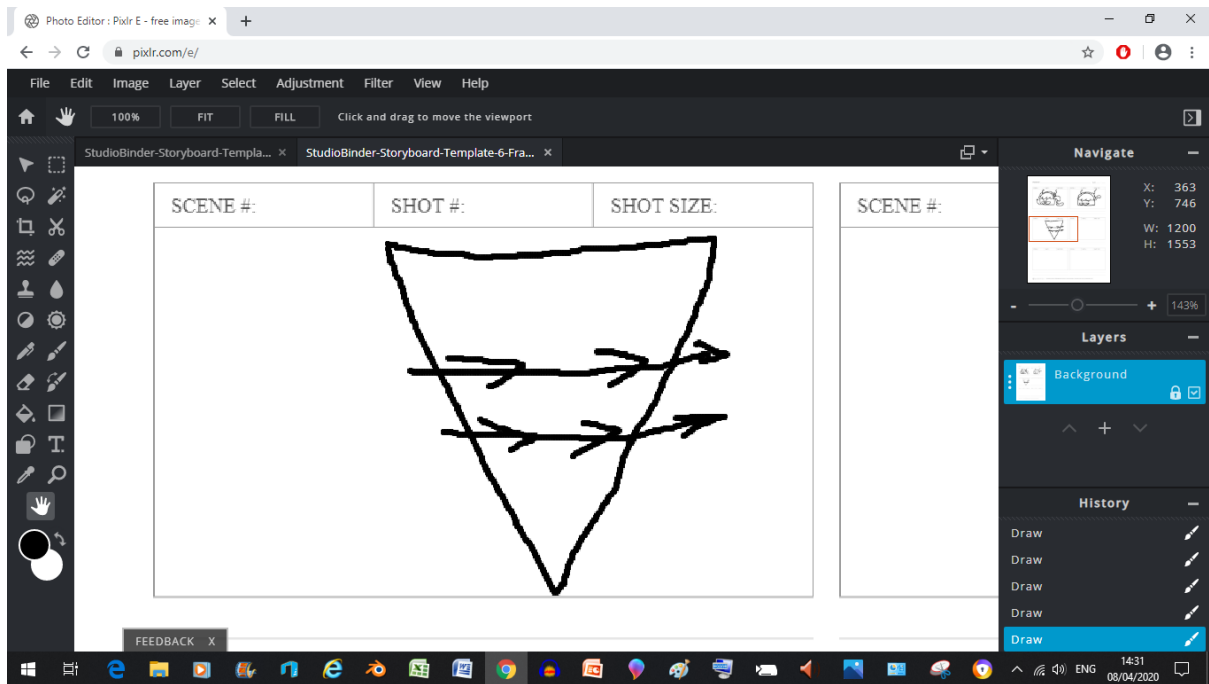 Photo Editor : Pixlr E - free image
pixlr.com/e/
File Edit Image Layer Select Adjustment Filter View Help
100% FIT FILL Click and drag to move the viewport
StudioBinder-Storyboard-Templa... × StudioBinder-Storyboard-Template-6-Fra... ×
Navigate
X: 363
Y: 746
W: 1200
H: 1553
SCENE #: SHOT #: SHOT SIZE: SCENE #:
- + 143%
Layers
Background
History
Draw
Draw
Draw
Draw
Draw
FEEDBACK X
ENG 14:31
08/04/2020